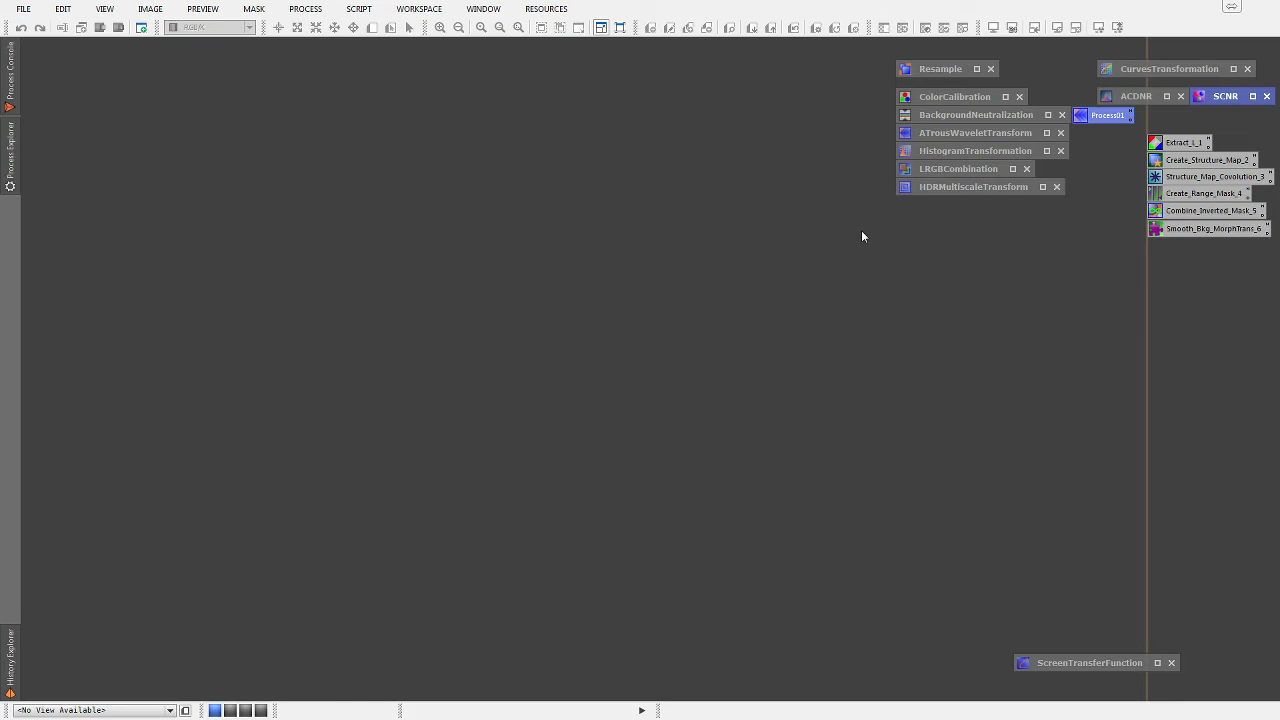 FILE EDIT VIEW IMAGE PREVIEW MASK PROCESS SCRIPT WORKSPACE WINDOW RESOURCES
RGB/K
Process Console
Process Explorer
History Explorer
Resample
CurvesTransformation
ColorCalibration
ACDNR
SCNR
BackgroundNeutralization
Process01
ATrousWaveletTransform
HistogramTransformation
LRGBCombination
HDRMultiscaleTransform
Extract_L_1
Create_Structure_Map_2
Structure_Map_Covolution_3
Create_Range_Mask_4
Combine_Inverted_Mask_5
Smooth_Bkg_MorphTrans_6
ScreenTransferFunction
<No View Available>